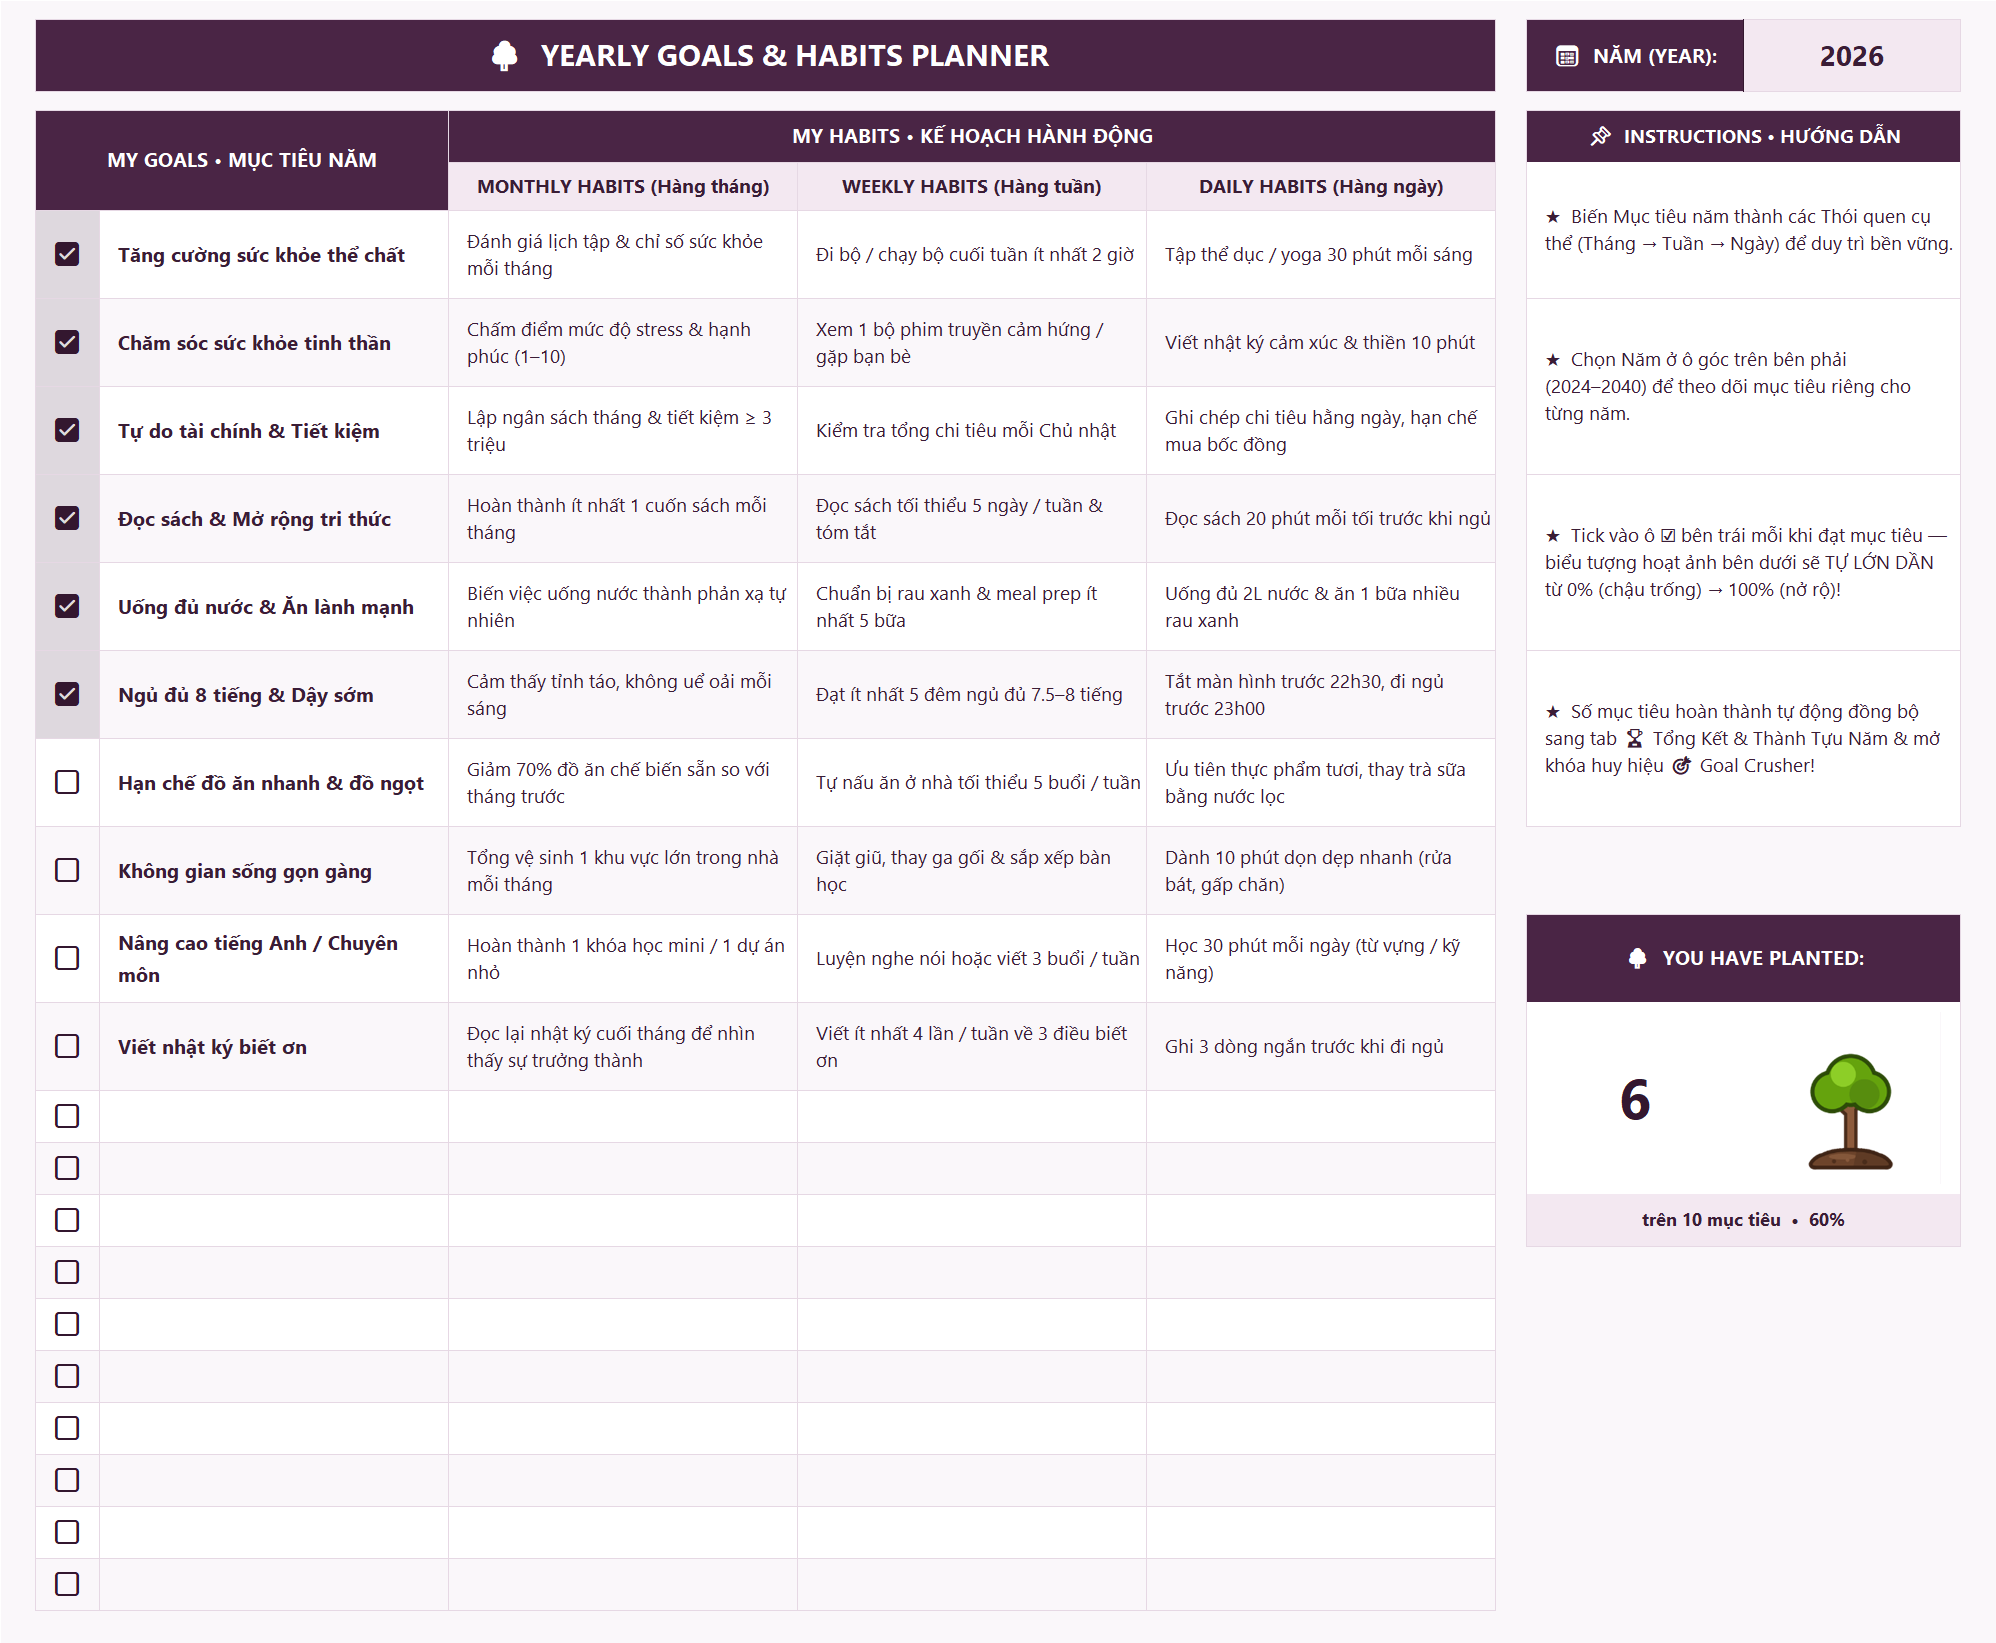 YEARLY GOALS & HABITS PLANNER
NĂM (YEAR):
2026
MY GOALS • MỤC TIÊU NĂM
MY HABITS • KẾ HOẠCH HÀNH ĐỘNG
MONTHLY HABITS (Hàng tháng)
WEEKLY HABITS (Hàng tuần)
DAILY HABITS (Hàng ngày)
Tăng cường sức khỏe thể chất
Đánh giá lịch tập & chỉ số sức khỏe
mỗi tháng
Đi bộ / chạy bộ cuối tuần ít nhất 2 giờ
Tập thể dục / yoga 30 phút mỗi sáng
Chăm sóc sức khỏe tinh thần
Chấm điểm mức độ stress & hạnh
phúc (1–10)
Xem 1 bộ phim truyền cảm hứng /
gặp bạn bè
Viết nhật ký cảm xúc & thiền 10 phút
Tự do tài chính & Tiết kiệm
Lập ngân sách tháng & tiết kiệm ≥ 3
triệu
Kiểm tra tổng chi tiêu mỗi Chủ nhật
Ghi chép chi tiêu hằng ngày, hạn chế
mua bốc đồng
Đọc sách & Mở rộng tri thức
Hoàn thành ít nhất 1 cuốn sách mỗi
tháng
Đọc sách tối thiểu 5 ngày / tuần &
tóm tắt
Đọc sách 20 phút mỗi tối trước khi ngủ
Uống đủ nước & Ăn lành mạnh
Biến việc uống nước thành phản xạ tự
nhiên
Chuẩn bị rau xanh & meal prep ít
nhất 5 bữa
Uống đủ 2L nước & ăn 1 bữa nhiều
rau xanh
Ngủ đủ 8 tiếng & Dậy sớm
Cảm thấy tỉnh táo, không uể oải mỗi
sáng
Đạt ít nhất 5 đêm ngủ đủ 7.5–8 tiếng
Tắt màn hình trước 22h30, đi ngủ
trước 23h00
Hạn chế đồ ăn nhanh & đồ ngọt
Giảm 70% đồ ăn chế biến sẵn so với
tháng trước
Tự nấu ăn ở nhà tối thiểu 5 buổi / tuần
Ưu tiên thực phẩm tươi, thay trà sữa
bằng nước lọc
Không gian sống gọn gàng
Tổng vệ sinh 1 khu vực lớn trong nhà
mỗi tháng
Giặt giũ, thay ga gối & sắp xếp bàn
học
Dành 10 phút dọn dẹp nhanh (rửa
bát, gấp chăn)
Nâng cao tiếng Anh / Chuyên
môn
Hoàn thành 1 khóa học mini / 1 dự án
nhỏ
Luyện nghe nói hoặc viết 3 buổi / tuần
Học 30 phút mỗi ngày (từ vựng / kỹ
năng)
Viết nhật ký biết ơn
Đọc lại nhật ký cuối tháng để nhìn
thấy sự trưởng thành
Viết ít nhất 4 lần / tuần về 3 điều biết
ơn
Ghi 3 dòng ngắn trước khi đi ngủ
INSTRUCTIONS • HƯỚNG DẪN
★ Biến Mục tiêu năm thành các Thói quen cụ
thể (Tháng → Tuần → Ngày) để duy trì bền vững.
★ Chọn Năm ở ô góc trên bên phải
(2024–2040) để theo dõi mục tiêu riêng cho
từng năm.
★ Tick vào ô ☑ bên trái mỗi khi đạt mục tiêu —
biểu tượng hoạt ảnh bên dưới sẽ TỰ LỚN DẦN
từ 0% (chậu trống) → 100% (nở rộ)!
★ Số mục tiêu hoàn thành tự động đồng bộ
sang tab 🏆 Tổng Kết & Thành Tựu Năm & mở
khóa huy hiệu 🎯 Goal Crusher!
YOU HAVE PLANTED:
6
trên 10 mục tiêu • 60%